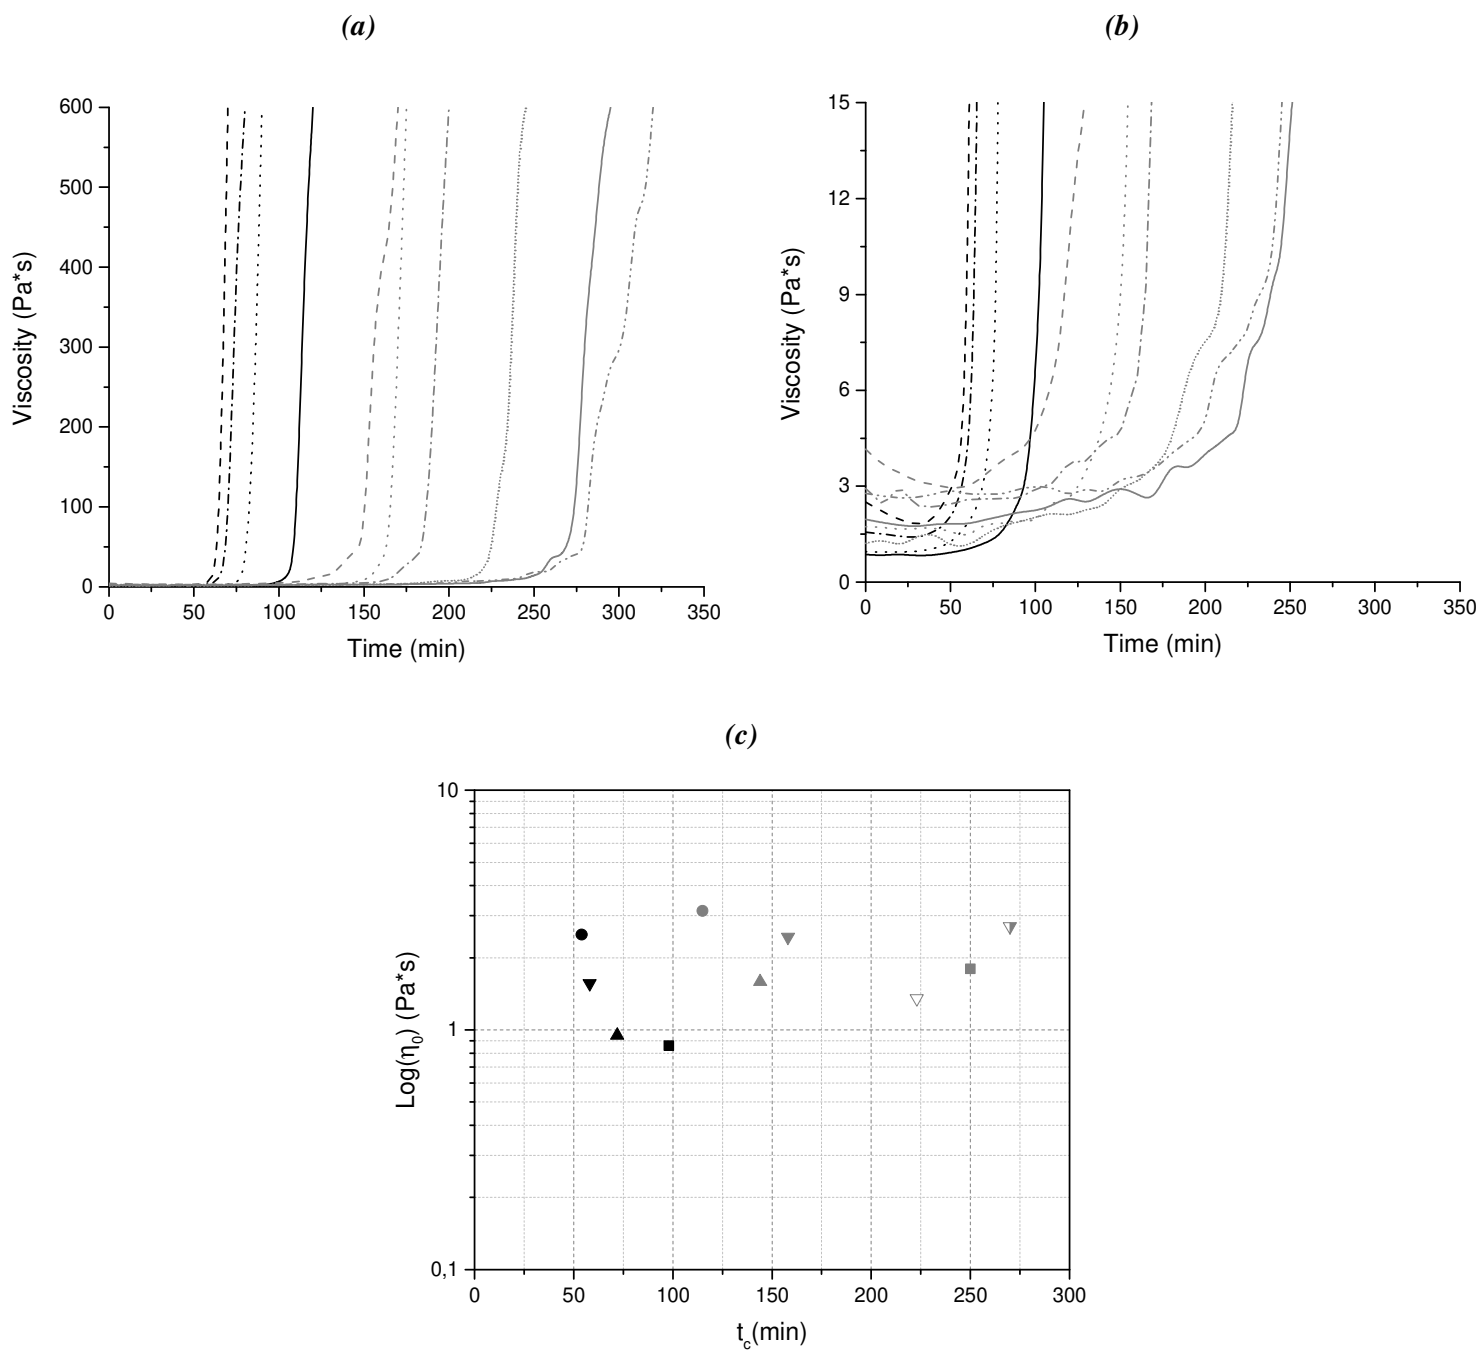 (a)
600
500
400
300
200
100
0
Viscosity (Pa*s)
0 50 100 150 200 250 300 350
Time (min)
(b)
15
12
9
6
3
0
Viscosity (Pa*s)
0 50 100 150 200 250 300 350
Time (min)
(c)
10
1
0,1
Log(η0) (Pa*s)
0 50 100 150 200 250 300
tc(min)